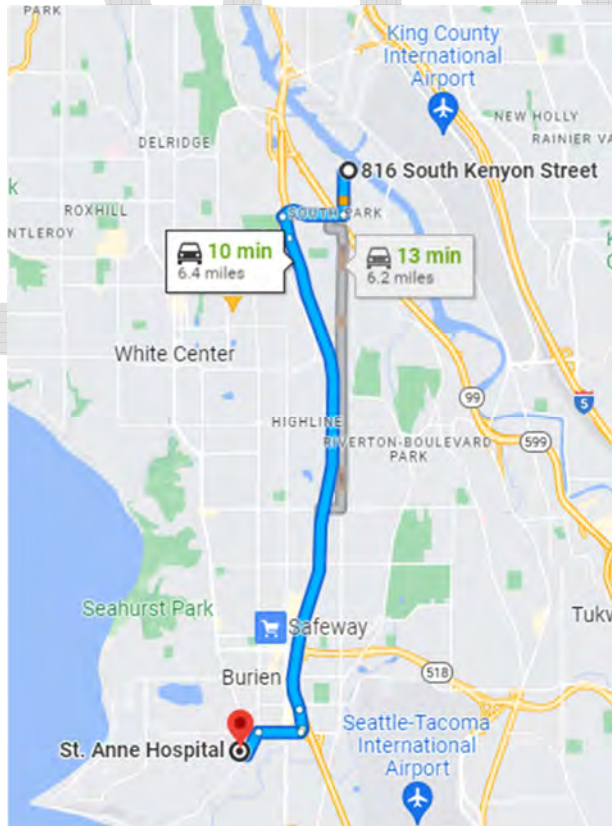 PARK
King County
International
Airport
NEW HOLLY
RAINIER VA
DELRIDGE
816 South Kenyon Street
k
ROXHILL
SOUTH PARK
NTLEROY
10 min
6.4 miles
13 min
6.2 miles
White Center
99
5
HIGHLINE
RIVERTON-BOULEVARD
PARK
599
Seahurst Park
Safeway
Tukw
Burien
518
St. Anne Hospital
Seattle-Tacoma
International
Airport